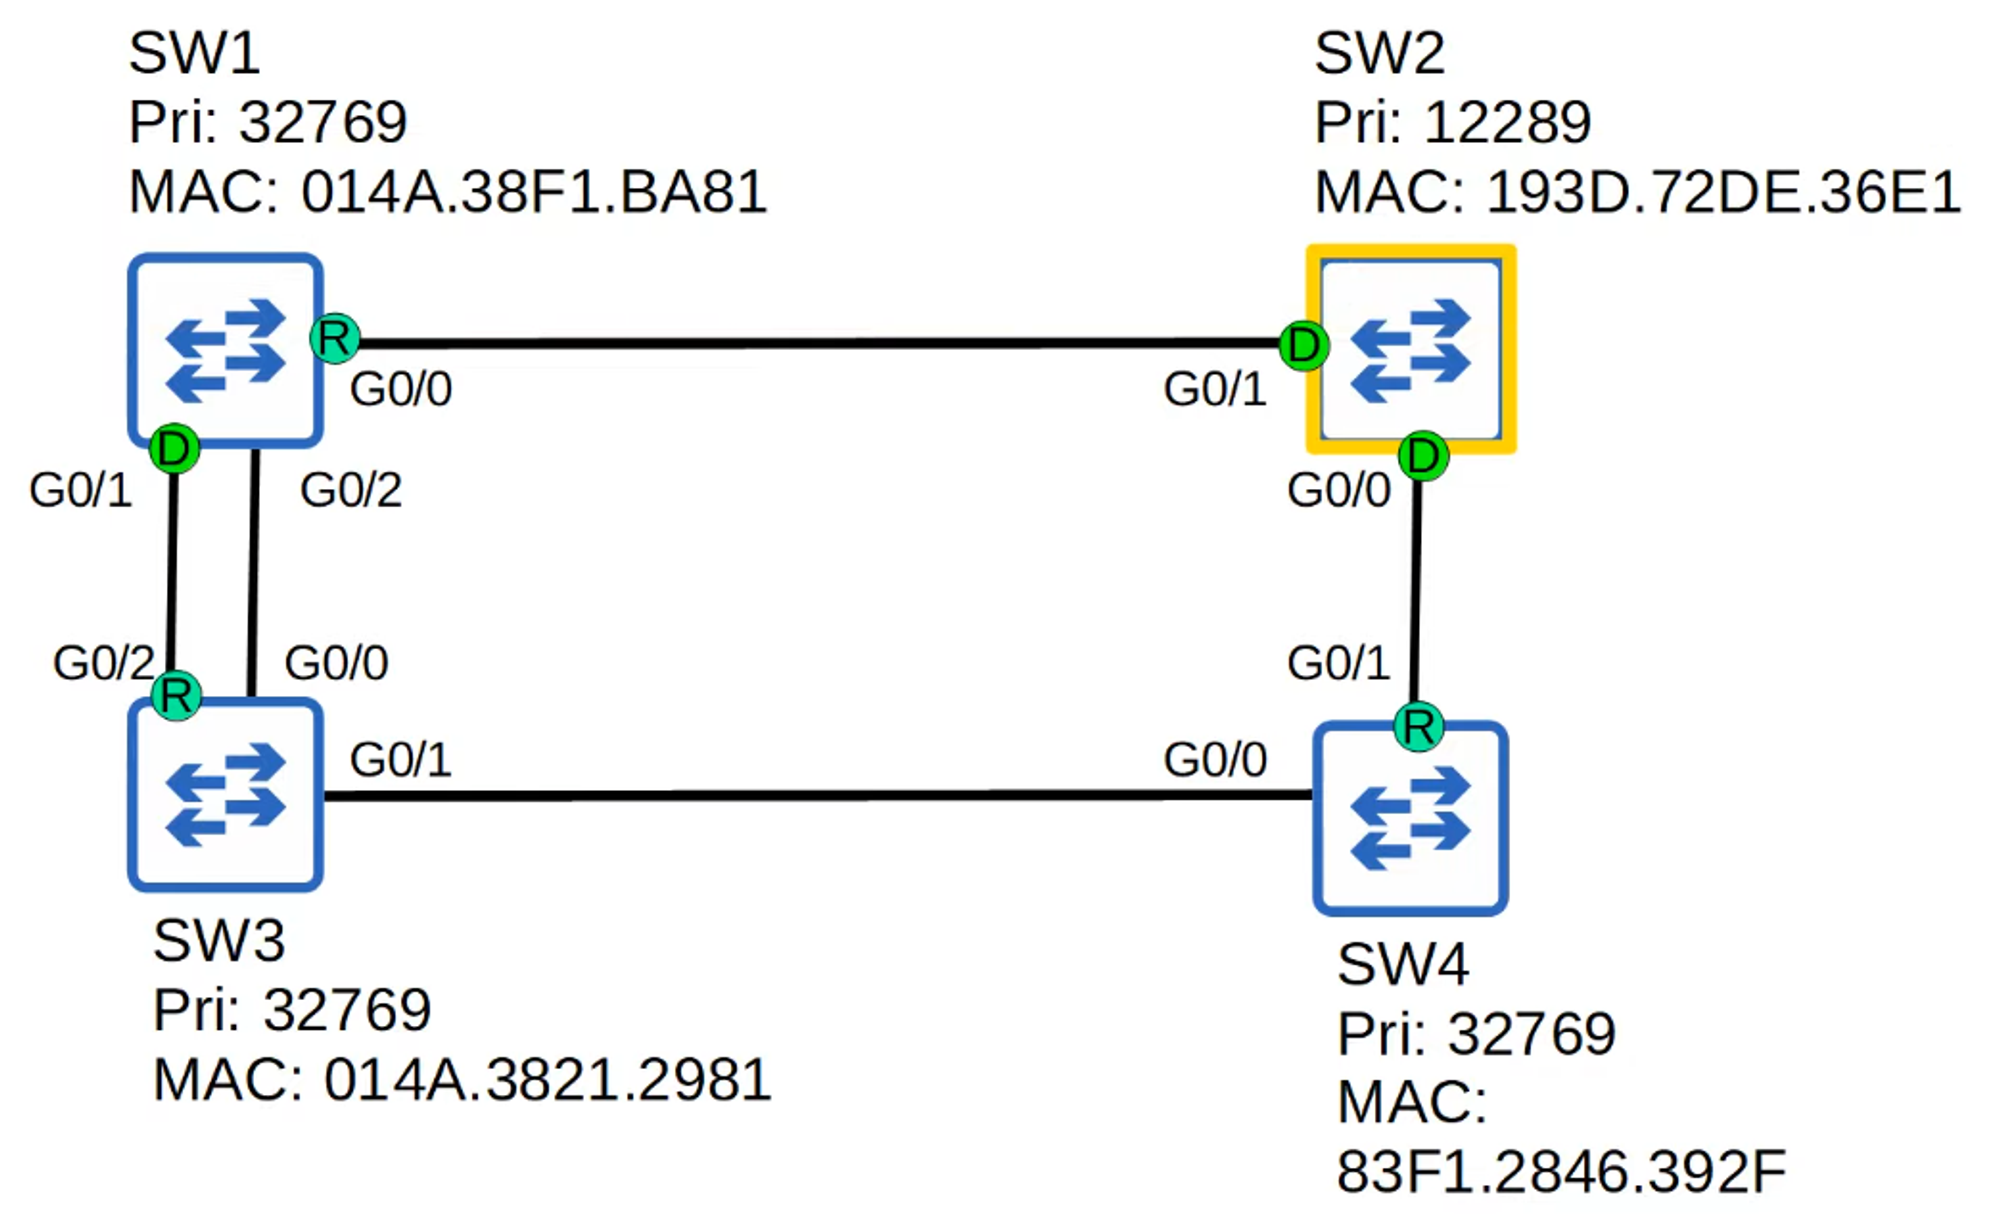 SW1
Pri: 32769
MAC: 014A.38F1.BA81
SW2
Pri: 12289
MAC: 193D.72DE.36E1
R
G0/0
D
G0/1
D
G0/1
G0/2
D
G0/0
G0/2
R
G0/0
G0/1
R
G0/1
G0/0
SW3
Pri: 32769
MAC: 014A.3821.2981
SW4
Pri: 32769
MAC:
83F1.2846.392F